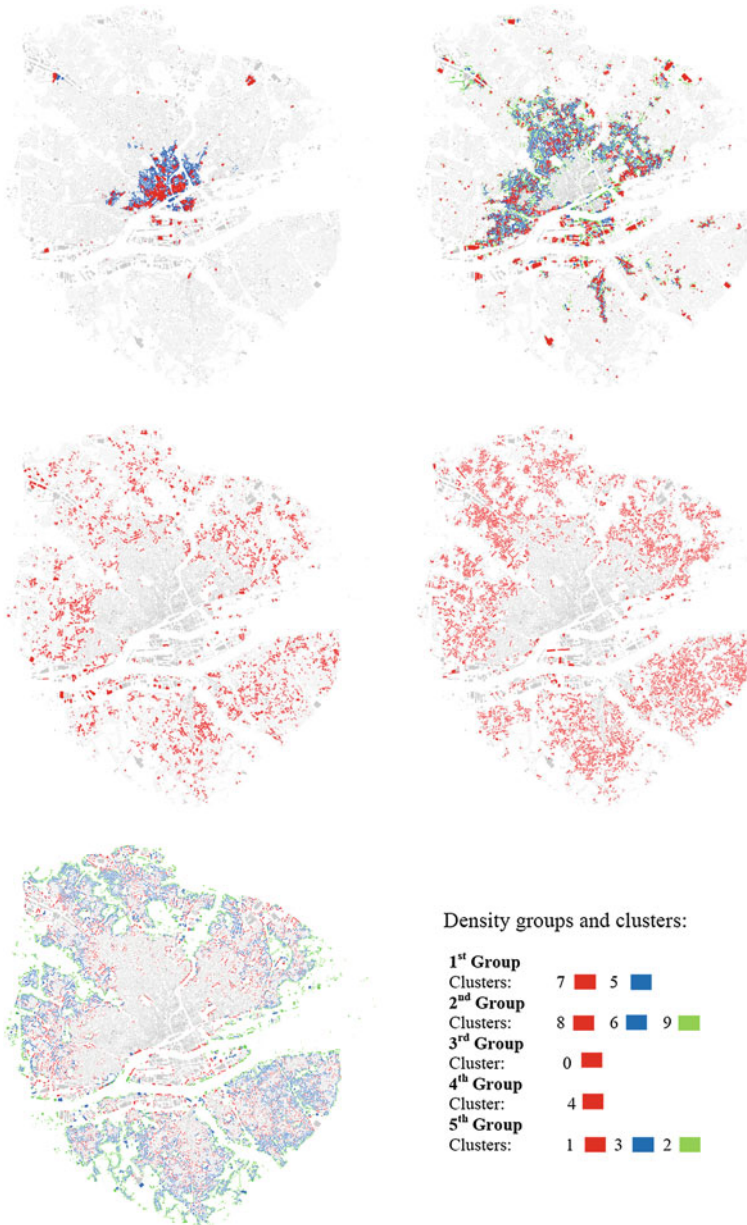 Density groups and clusters:
1st Group
Clusters: 7 5
2nd Group
Clusters: 8 6 9
3rd Group
Cluster: 0
4th Group
Cluster: 4
5th Group
Clusters: 1 3 2